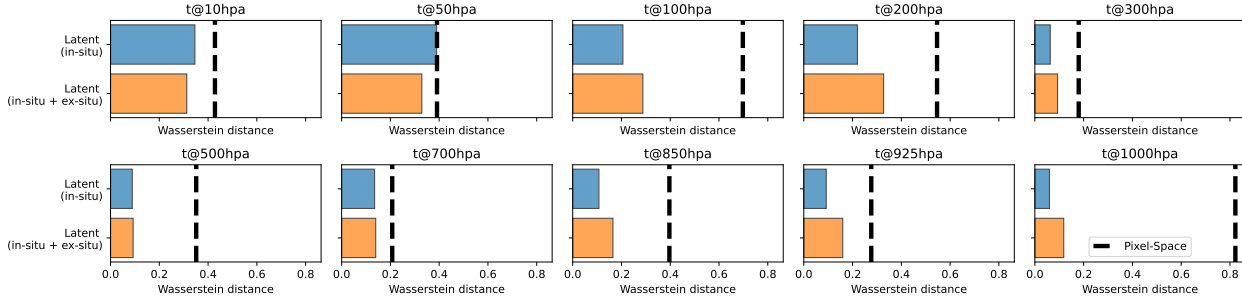 t@10hpa
t@50hpa
t@100hpa
t@200hpa
t@300hpa
Latent
(in-situ)
Latent
(in-situ + ex-situ)
Wasserstein distance
Wasserstein distance
Wasserstein distance
Wasserstein distance
Wasserstein distance
t@500hpa
t@700hpa
t@850hpa
t@925hpa
t@1000hpa
Latent
(in-situ)
Latent
(in-situ + ex-situ)
Pixel-Space
0.0 0.2 0.4 0.6 0.8
0.0 0.2 0.4 0.6 0.8
0.0 0.2 0.4 0.6 0.8
0.0 0.2 0.4 0.6 0.8
0.0 0.2 0.4 0.6 0.8
Wasserstein distance
Wasserstein distance
Wasserstein distance
Wasserstein distance
Wasserstein distance